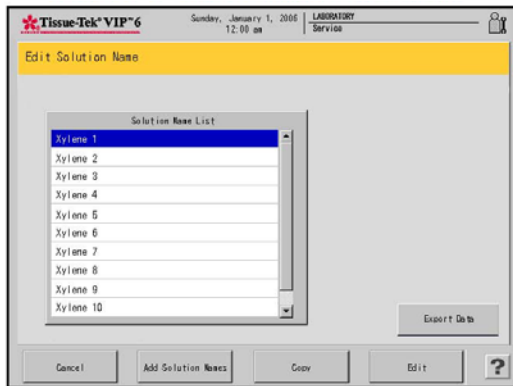 Tissue-Tek® VIP™ 6
Sunday, January 1, 2006
12:00 am
LABORATORY
Service
Edit Solution Name
Solution Name List
Xylene 1
Xylene 2
Xylene 3
Xylene 4
Xylene 5
Xylene 6
Xylene 7
Xylene 8
Xylene 9
Xylene 10
Export Data
Cancel
Add Solution Names
Copy
Edit
?